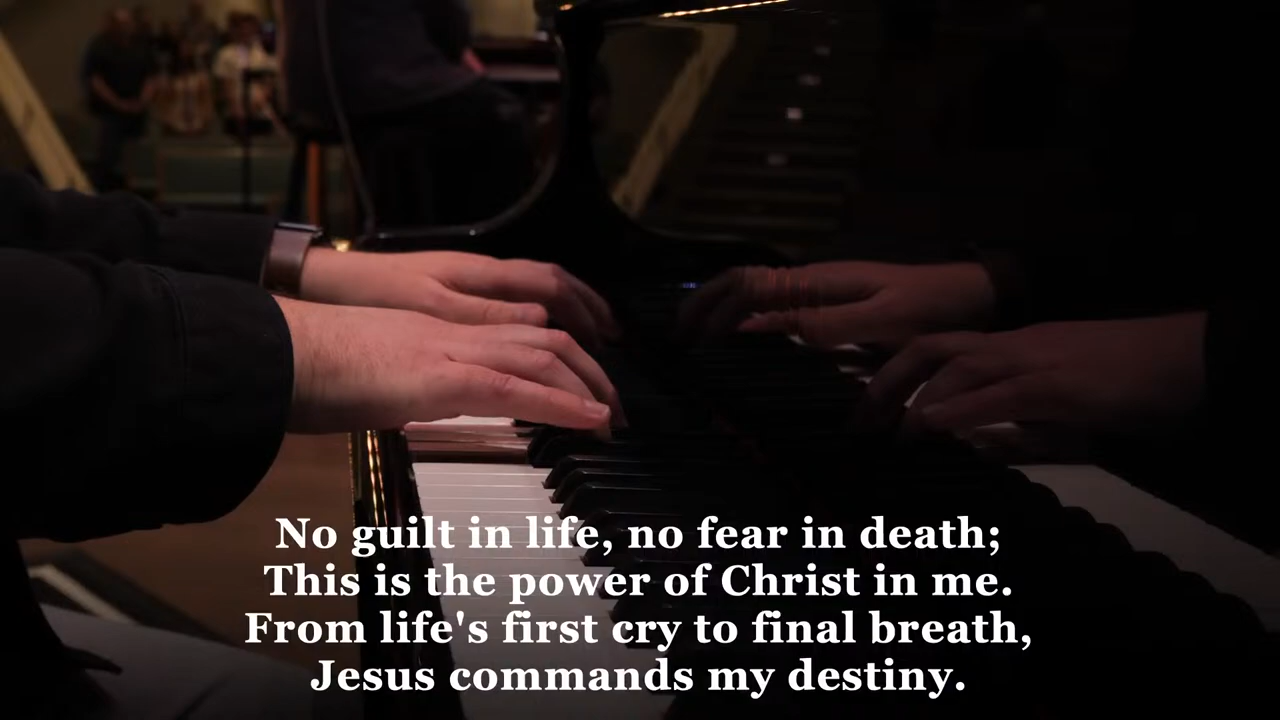 No guilt in life, no fear in death;
This is the power of Christ in me.
From life's first cry to final breath,
Jesus commands my destiny.